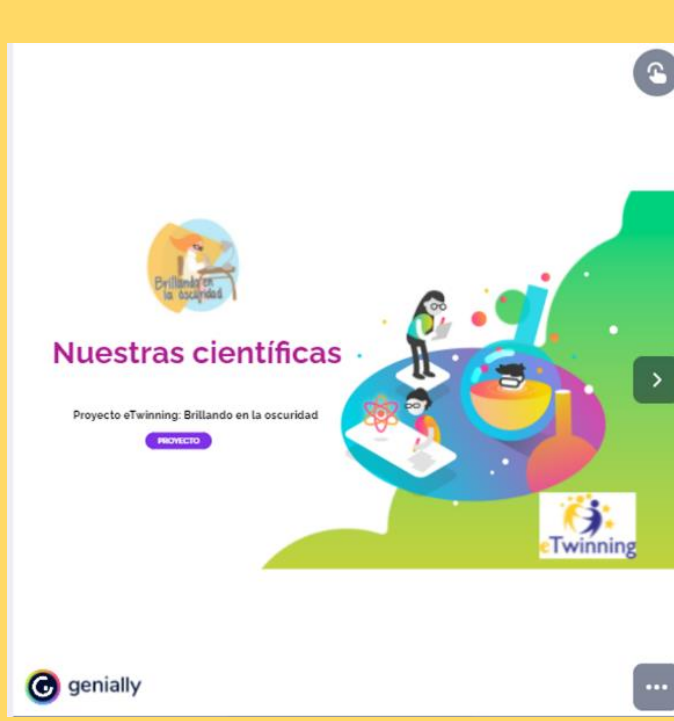 Brillando en
la oscuridad
Nuestras científicas
Proyecto eTwinning: Brillando en la oscuridad
PROYECTO
eTwinning
genially